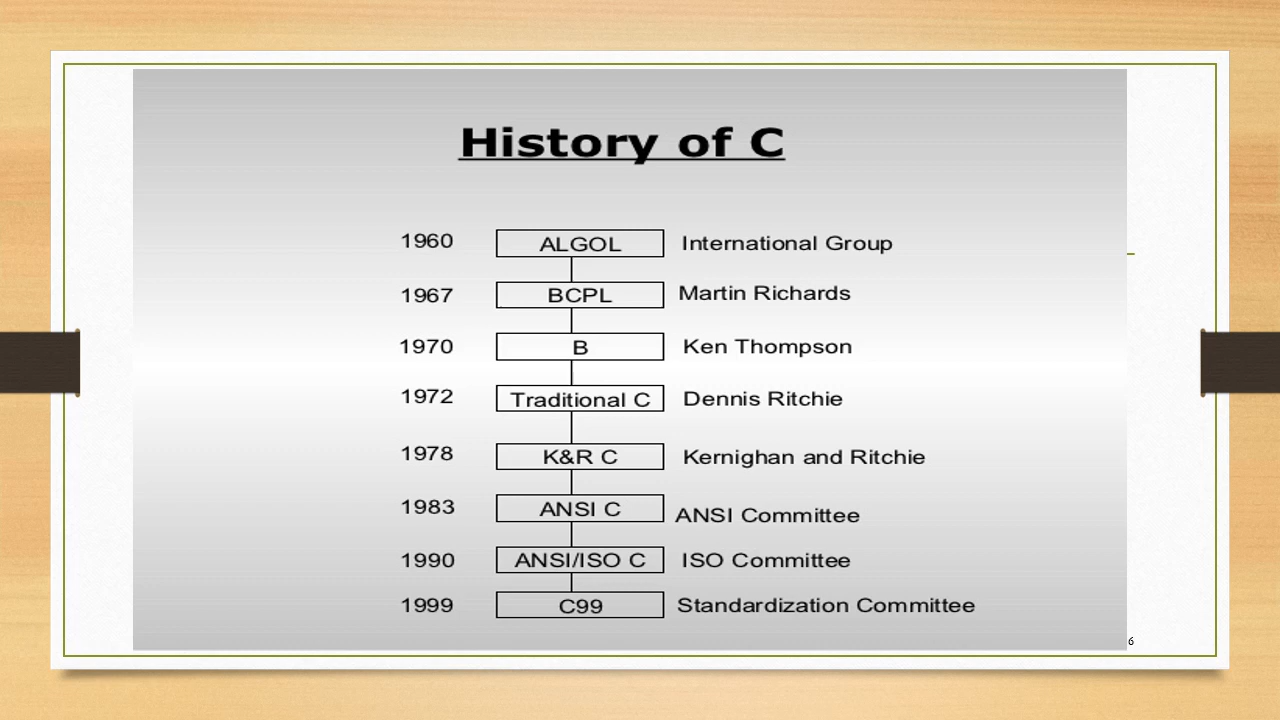 History of C
1960 ALGOL International Group
1967 BCPL Martin Richards
1970 B Ken Thompson
1972 Traditional C Dennis Ritchie
1978 K&R C Kernighan and Ritchie
1983 ANSI C ANSI Committee
1990 ANSI/ISO C ISO Committee
1999 C99 Standardization Committee
6